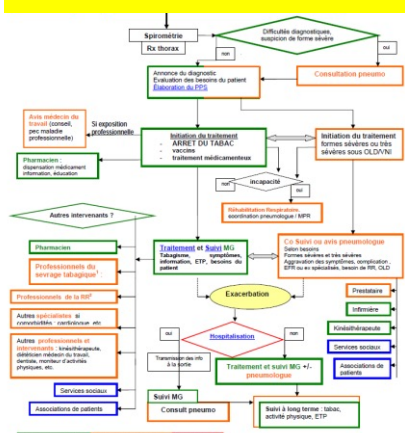 Spirométrie
Rx thorax
Difficultés diagnostiques,
suspicion de forme sévère
non
oui
Annonce du diagnostic
Evaluation des besoins du patient
Élaboration du PPS
Consultation pneumo
Avis médecin du
travail (conseil,
pec maladie
professionnelle)
Si exposition
professionnelle
Pharmacien :
dispensation médicament
information, éducation
Initiation du traitement
- ARRET DU TABAC
- vaccins
- traitement médicamenteux
Initiation du traitement
formes sévères ou très
sévères sous OLD/VNI
incapacité
non
oui
Réhabilitation Respiratoire,
coordination pneumologue / MPR
Autres intervenants ?
Pharmacien
Professionnels du
sevrage tabagique
Professionnels de la RR
Autres spécialistes si
comorbidités cardiologue, etc
Autres professionnels et
intervenants : kinésithérapeute,
diététicien médecin du travail,
dentiste, moniteur d'activités
physiques, etc.
Services sociaux
Associations de patients
Traitement et Suivi MG
Tabagisme, symptômes,
information, ETP, besoins du
patient
Co Suivi ou avis pneumologue
Selon besoins
Formes sévères et très sévères
Aggravation des symptômes, complication,
EFR ou ex spécialisés, besoin de RR, OLD
Prestataire
Infirmière
Kinésithérapeute
Services sociaux
Associations de
patients
Exacerbation
oui
non
Hospitalisation
Transmission des info
à la sortie
Traitement et suivi MG +/-
pneumologue
Suivi MG
Consult pneumo
Suivi à long terme : tabac,
activité physique, ETP